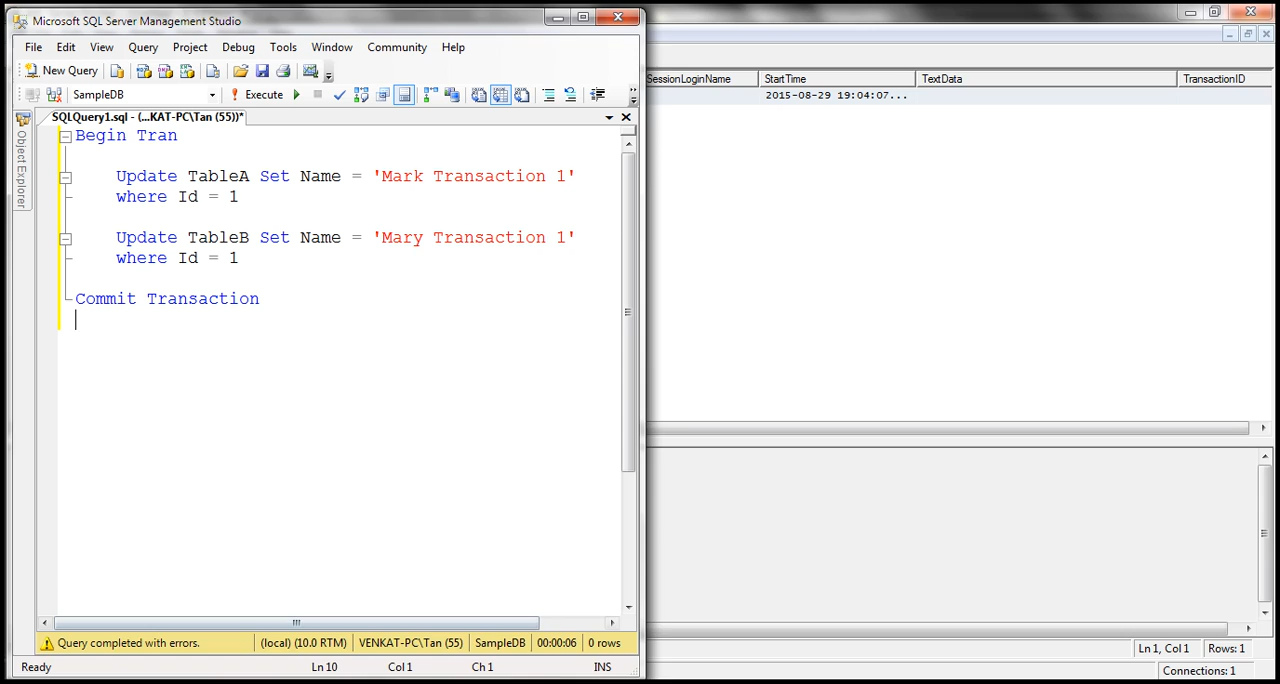 Microsoft SQL Server Management Studio
File Edit View Query Project Debug Tools Window Community Help
New Query
SampleDB Execute
SQLQuery1.sql - (...KAT-PC\Tan (55))*
Object Explorer
Begin Tran
Update TableA Set Name = 'Mark Transaction 1'
where Id = 1
Update TableB Set Name = 'Mary Transaction 1'
where Id = 1
Commit Transaction
Query completed with errors. (local) (10.0 RTM) VENKAT-PC\Tan (55) SampleDB 00:00:06 0 rows
Ready Ln 10 Col 1 Ch 1 INS
SessionLoginName StartTime TextData TransactionID
2015-08-29 19:04:07...
Ln 1, Col 1 Rows: 1
Connections: 1